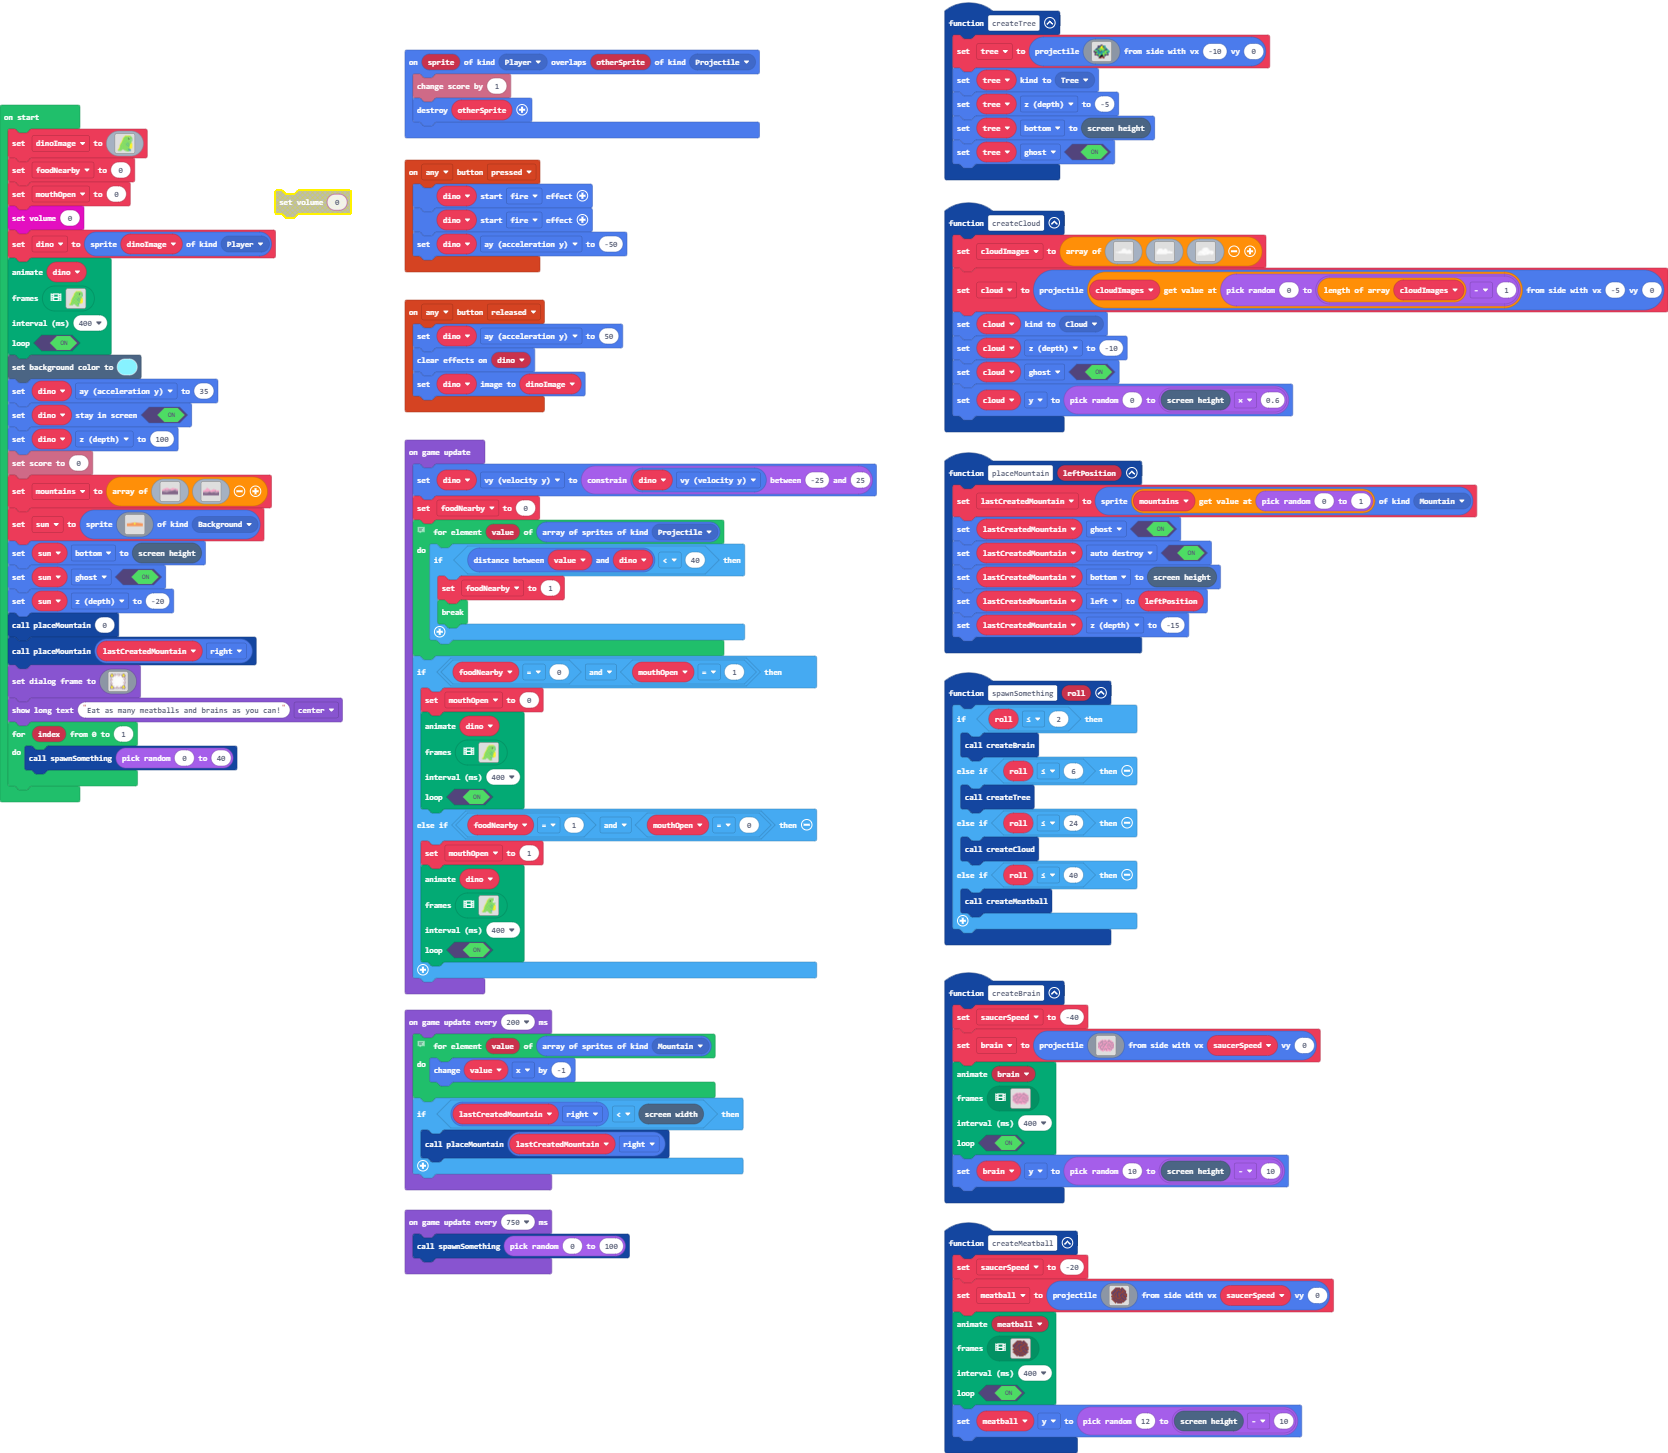 on start
set dinoImage to
set foodNearby to 0
set mouthOpen to 0
set volume 0
set dino to sprite dinoImage of kind Player
animate dino
frames
interval (ms) 400
loop ON
set background color to
set dino ay (acceleration y) to 35
set dino stay in screen ON
set dino z (depth) to 100
set score to 0
set mountains to array of
set sun to sprite of kind Background
set sun bottom to screen height
set sun ghost ON
set sun z (depth) to -20
call placeMountain 0
call placeMountain lastCreatedMountain right
set dialog frame to
show long text "Eat as many meatballs and brains as you can!" center
for index from 0 to 1
do
call spawnSomething pick random 0 to 40
set volume 0
on sprite of kind Player overlaps otherSprite of kind Projectile
change score by 1
destroy otherSprite
on any button pressed
dino start fire effect
dino start fire effect
set dino ay (acceleration y) to -50
on any button released
set dino ay (acceleration y) to 50
clear effects on dino
set dino image to dinoImage
on game update
set dino vy (velocity y) to constrain dino vy (velocity y) between -25 and 25
set foodNearby to 0
for element value of array of sprites of kind Projectile
do
if distance between value and dino < 40 then
set foodNearby to 1
break
if foodNearby = 0 and mouthOpen = 1 then
set mouthOpen to 0
animate dino
frames
interval (ms) 400
loop ON
else if foodNearby = 1 and mouthOpen = 0 then
set mouthOpen to 1
animate dino
frames
interval (ms) 400
loop ON
on game update every 200 ms
for element value of array of sprites of kind Mountain
do
change value x by -1
if lastCreatedMountain right < screen width then
call placeMountain lastCreatedMountain right
on game update every 750 ms
call spawnSomething pick random 0 to 100
function createTree
set tree to projectile from side with vx -10 vy 0
set tree kind to Tree
set tree z (depth) to -5
set tree bottom to screen height
set tree ghost ON
function createCloud
set cloudImages to array of
set cloud to projectile cloudImages get value at pick random 0 to length of array cloudImages - 1 from side with vx -5 vy 0
set cloud kind to Cloud
set cloud z (depth) to -10
set cloud ghost ON
set cloud y to pick random 0 to screen height × 0.6
function placeMountain leftPosition
set lastCreatedMountain to sprite mountains get value at pick random 0 to 1 of kind Mountain
set lastCreatedMountain ghost ON
set lastCreatedMountain auto destroy ON
set lastCreatedMountain bottom to screen height
set lastCreatedMountain left to leftPosition
set lastCreatedMountain z (depth) to -15
function spawnSomething roll
if roll ≤ 2 then
call createBrain
else if roll ≤ 6 then
call createTree
else if roll ≤ 24 then
call createCloud
else if roll ≤ 40 then
call createMeatball
function createBrain
set saucerSpeed to -40
set brain to projectile from side with vx saucerSpeed vy 0
animate brain
frames
interval (ms) 400
loop ON
set brain y to pick random 10 to screen height - 10
function createMeatball
set saucerSpeed to -20
set meatball to projectile from side with vx saucerSpeed vy 0
animate meatball
frames
interval (ms) 400
loop ON
set meatball y to pick random 12 to screen height - 10